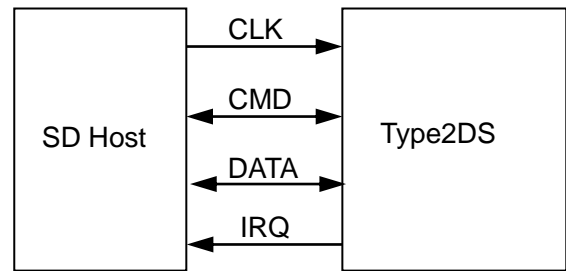 CLK
CMD
SD Host
Type2DS
DATA
IRQ